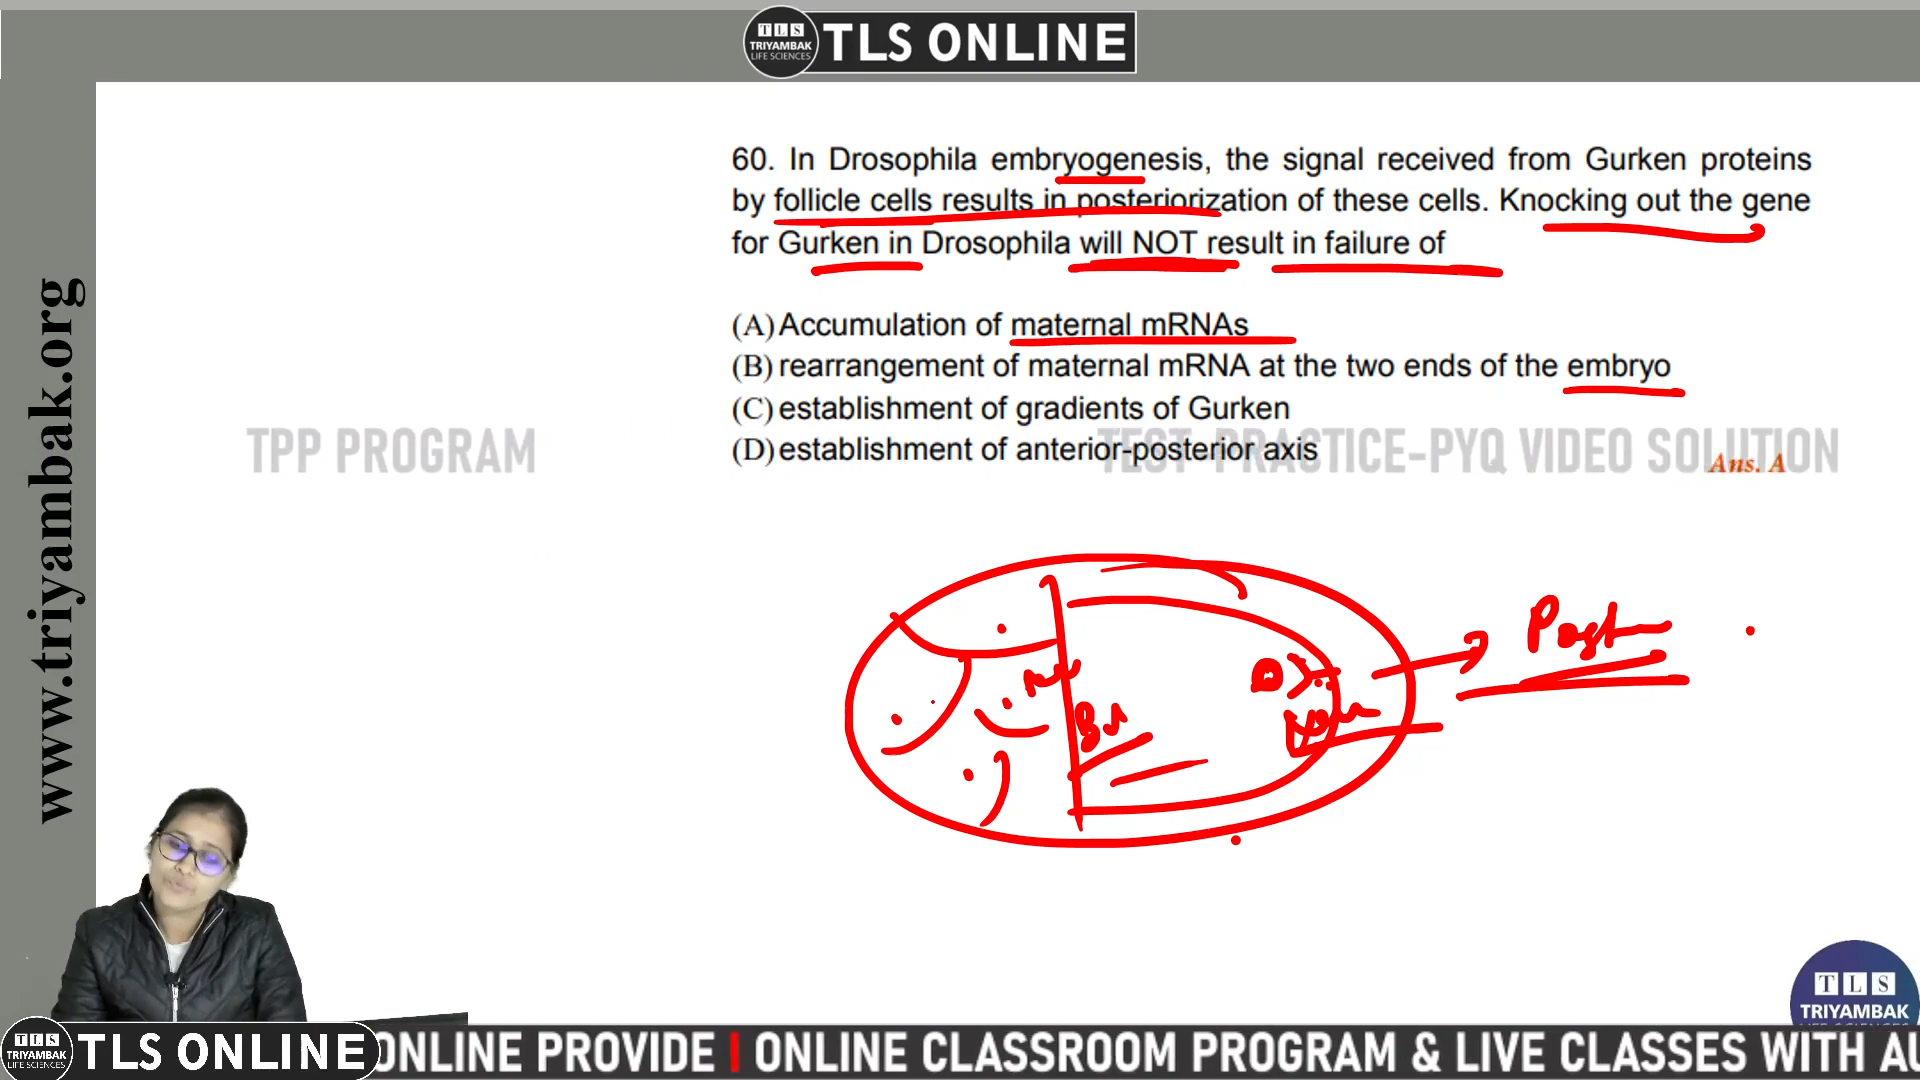 TLS
TRIYAMBAK
LIFE SCIENCES
TLS ONLINE
www.triyambak.org
60. In Drosophila embryogenesis, the signal received from Gurken proteins
by follicle cells results in posteriorization of these cells. Knocking out the gene
for Gurken in Drosophila will NOT result in failure of
(A) Accumulation of maternal mRNAs
(B) rearrangement of maternal mRNA at the two ends of the embryo
(C) establishment of gradients of Gurken
(D) establishment of anterior-posterior axis
TPP PROGRAM
TEST PRACTICE-PYQ VIDEO SOLUTION
Ans. A
Post
TLS
TRIYAMBAK
TLS
TRIYAMBAK
LIFE SCIENCES
TLS ONLINE
ONLINE PROVIDE I ONLINE CLASSROOM PROGRAM & LIVE CLASSES WITH AU